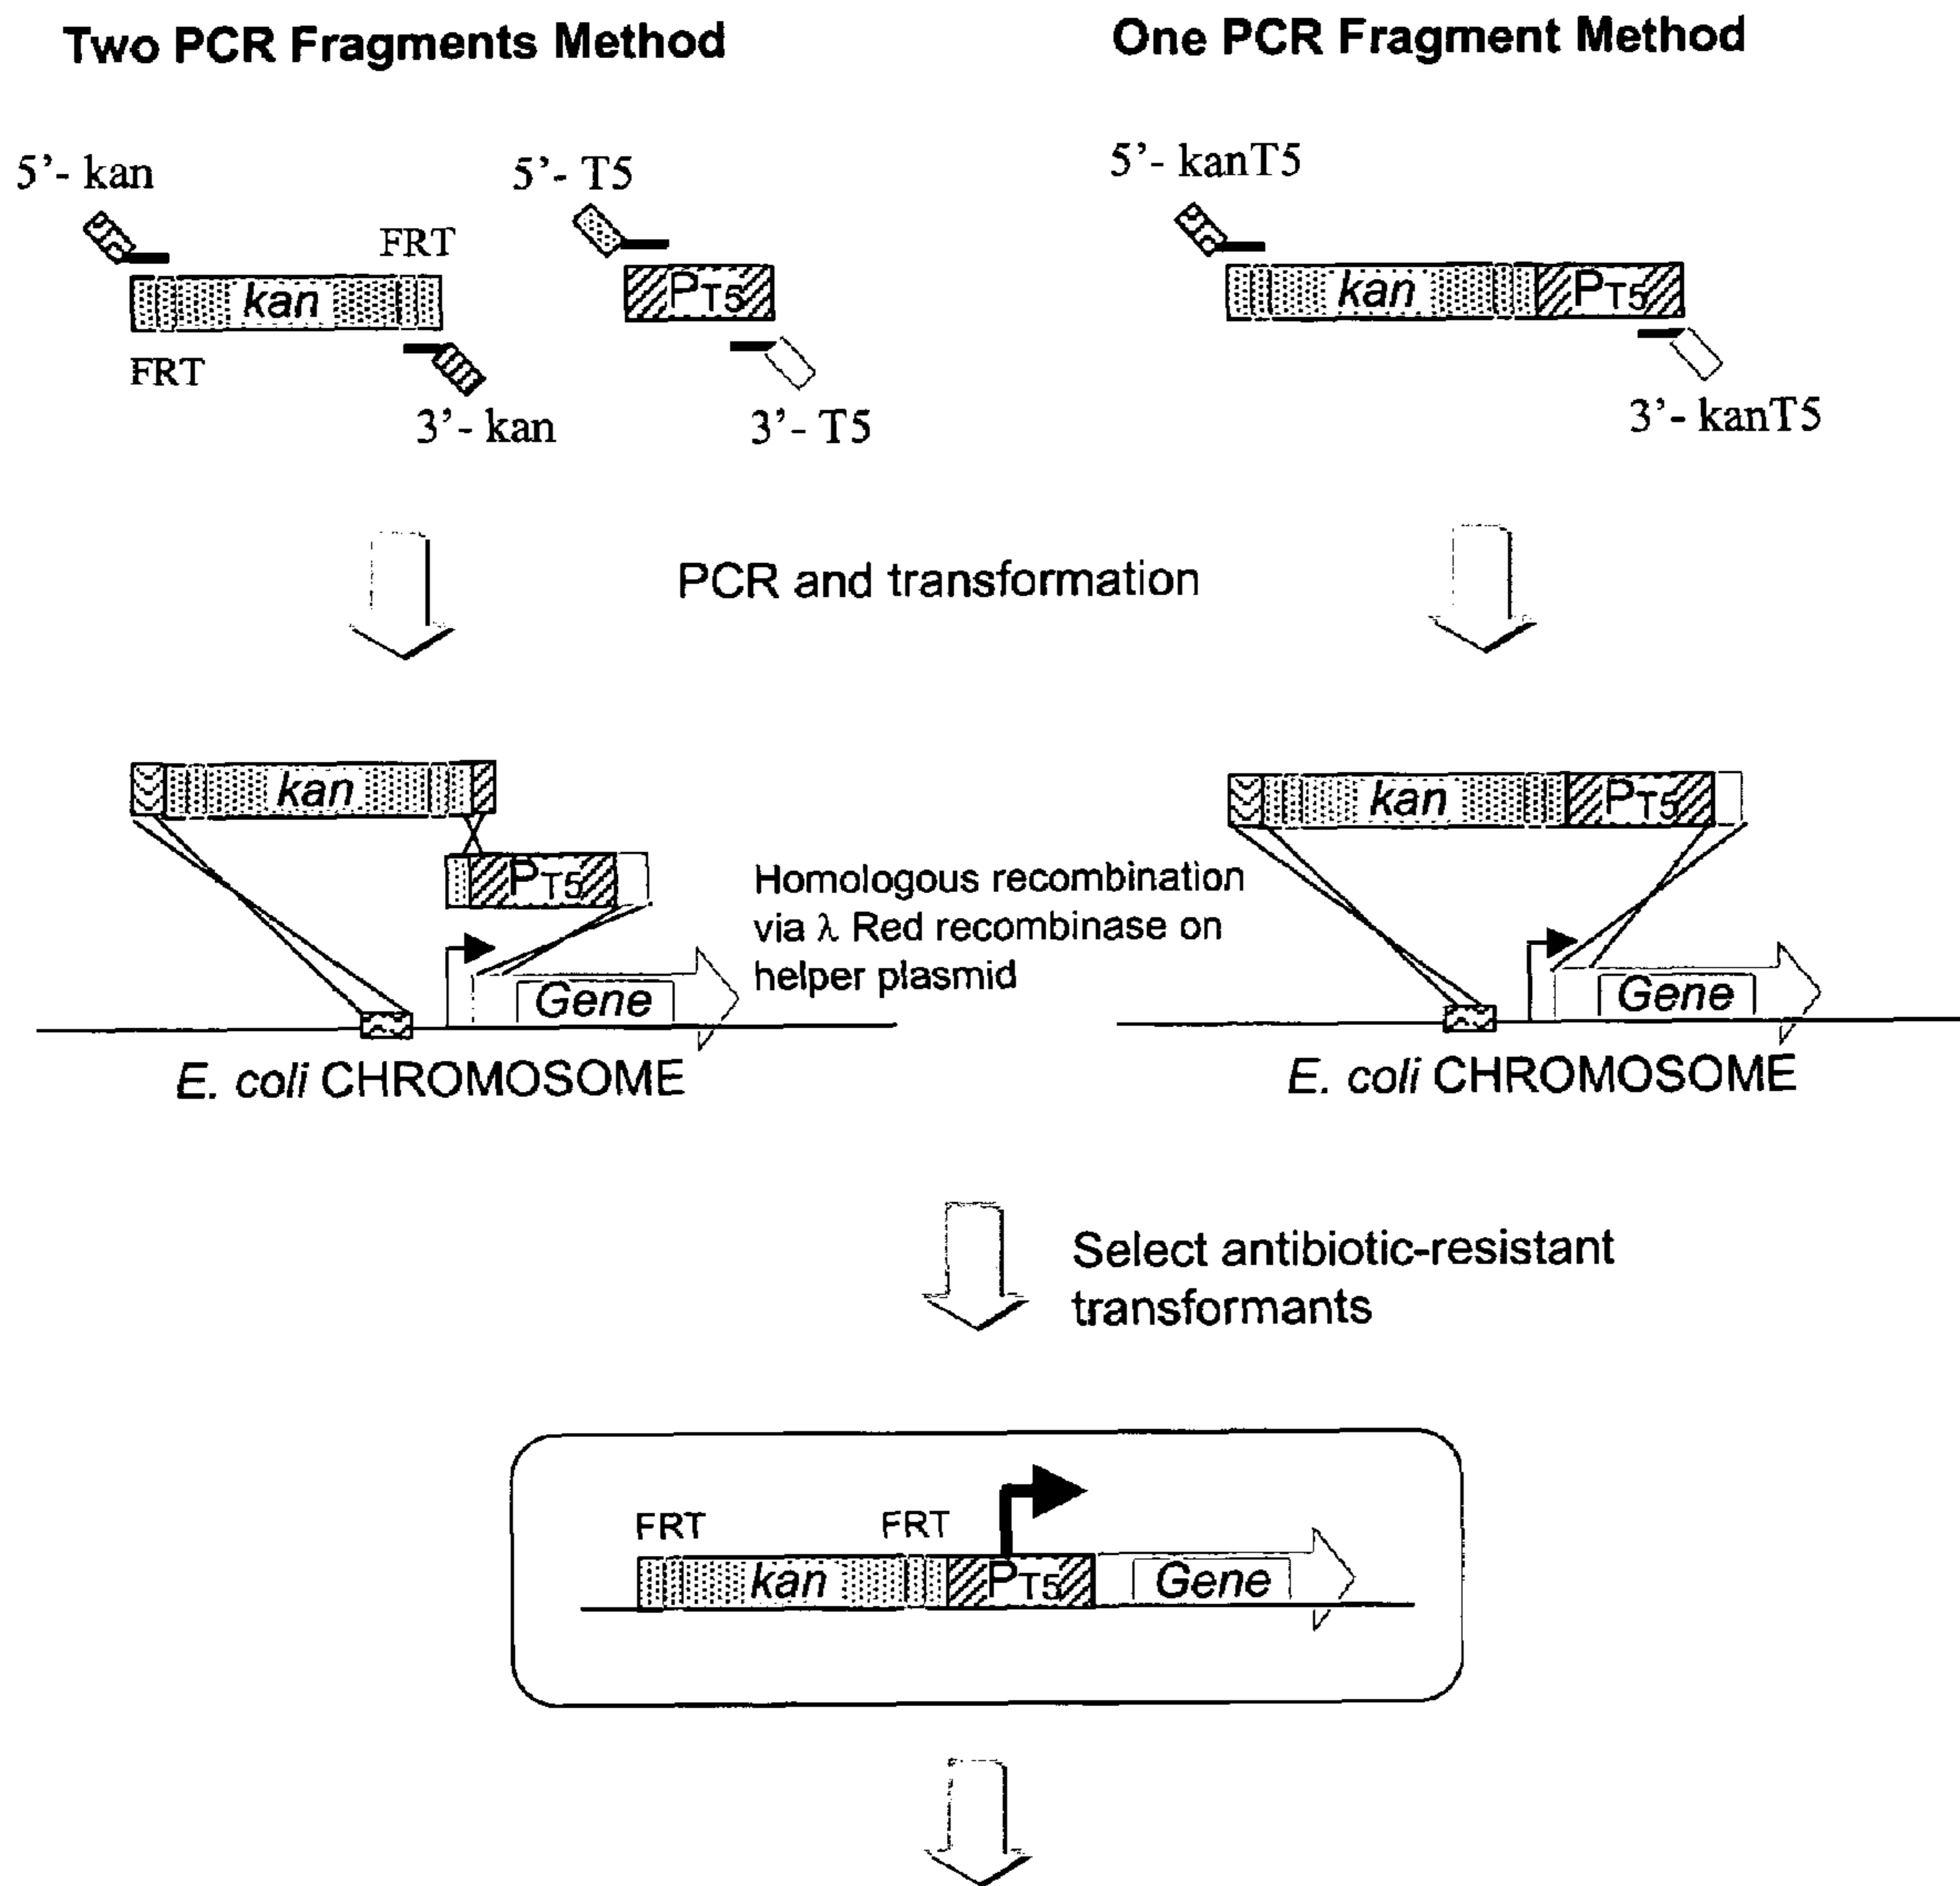 Two PCR Fragments Method
One PCR Fragment Method
5'- kan
5'- T5
5'- kanT5
FRT
kan
PT5
kan
PT5
FRT
3'- kan
3'- T5
3'- kanT5
PCR and transformation
kan
kan
PT5
PT5
Homologous recombination
via λ Red recombinase on
helper plasmid
Gene
Gene
E. coli CHROMOSOME
E. coli CHROMOSOME
Select antibiotic-resistant
transformants
FRT
FRT
kan
PT5
Gene